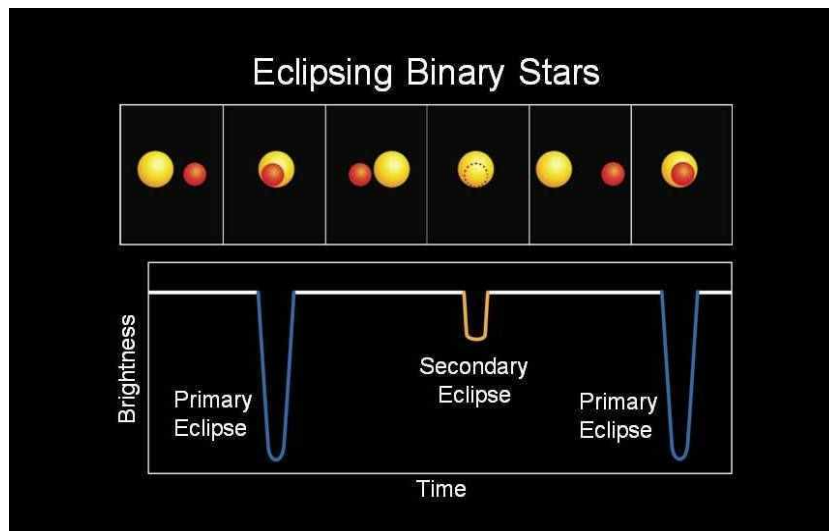 Eclipsing Binary Stars
Brightness
Primary
Eclipse
Secondary
Eclipse
Primary
Eclipse
Time